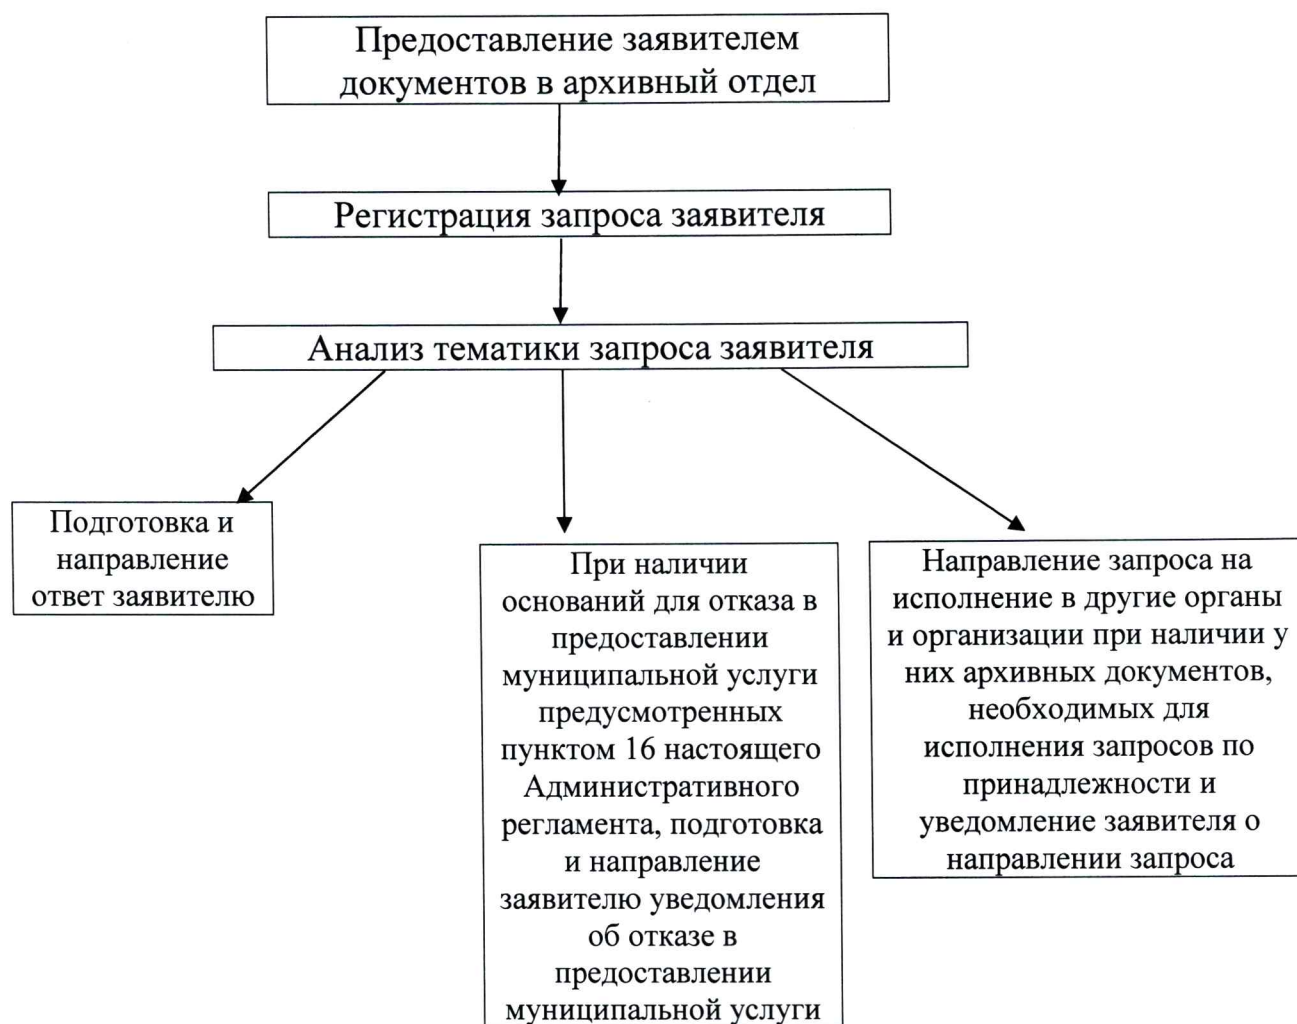 Предоставление заявителем
документов в архивный отдел
Регистрация запроса заявителя
Анализ тематики запроса заявителя
Подготовка и
направление
ответ заявителю
При наличии
оснований для отказа в
предоставлении
муниципальной услуги
предусмотренных
пунктом 16 настоящего
Административного
регламента, подготовка
и направление
заявителю уведомления
об отказе в
предоставлении
муниципальной услуги
Направление запроса на
исполнение в другие органы
и организации при наличии у
них архивных документов,
необходимых для
исполнения запросов по
принадлежности и
уведомление заявителя о
направлении запроса